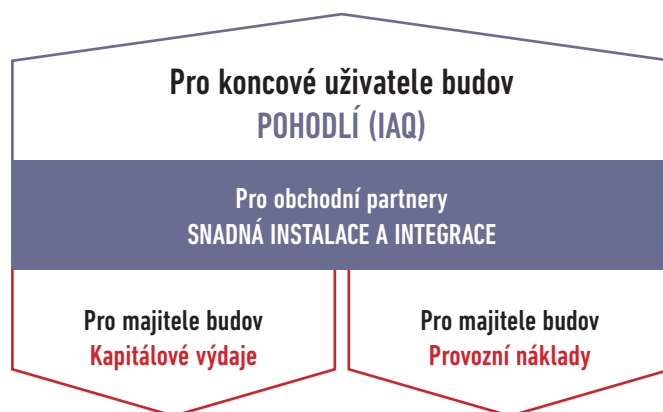 Pro koncové uživatele budov
POHODLÍ (IAQ)
Pro obchodní partnery
SNADNÁ INSTALACE A INTEGRACE
Pro majitele budov
Kapitálové výdaje
Pro majitele budov
Provozní náklady